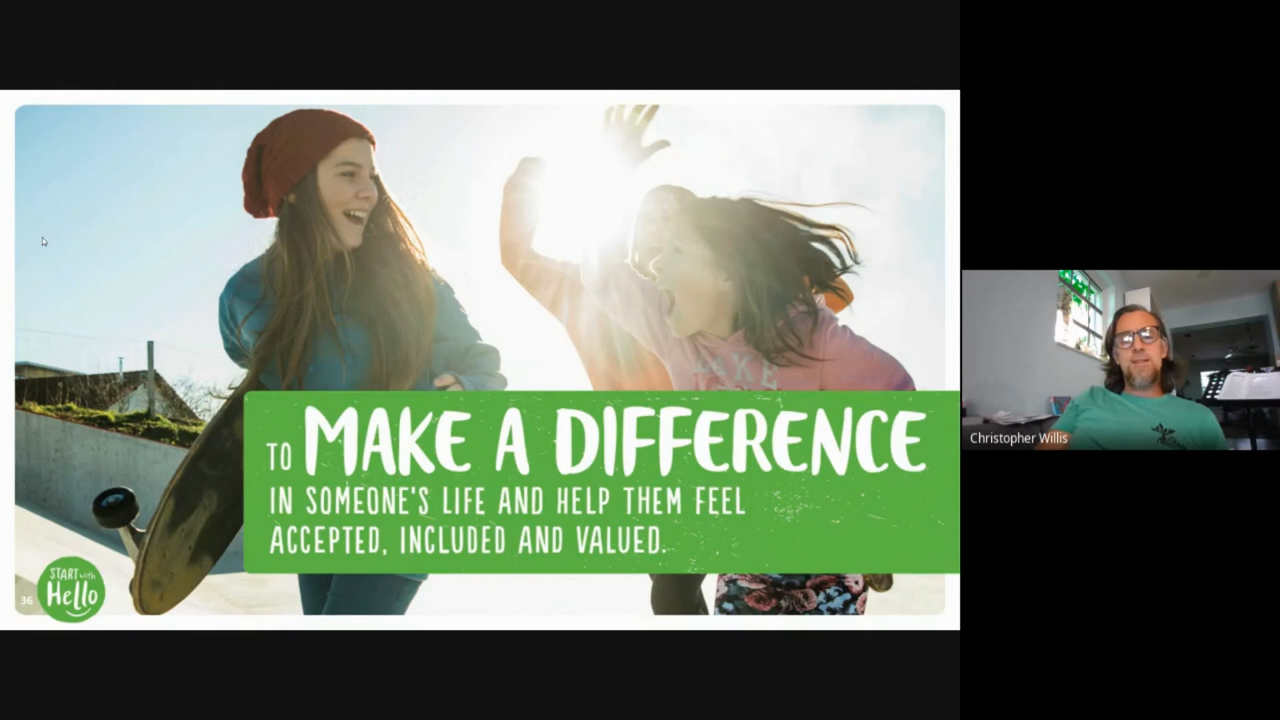 TO MAKE A DIFFERENCE
IN SOMEONE'S LIFE AND HELP THEM FEEL
ACCEPTED, INCLUDED AND VALUED.
START with
Hello
36
LAKE
Christopher Willis